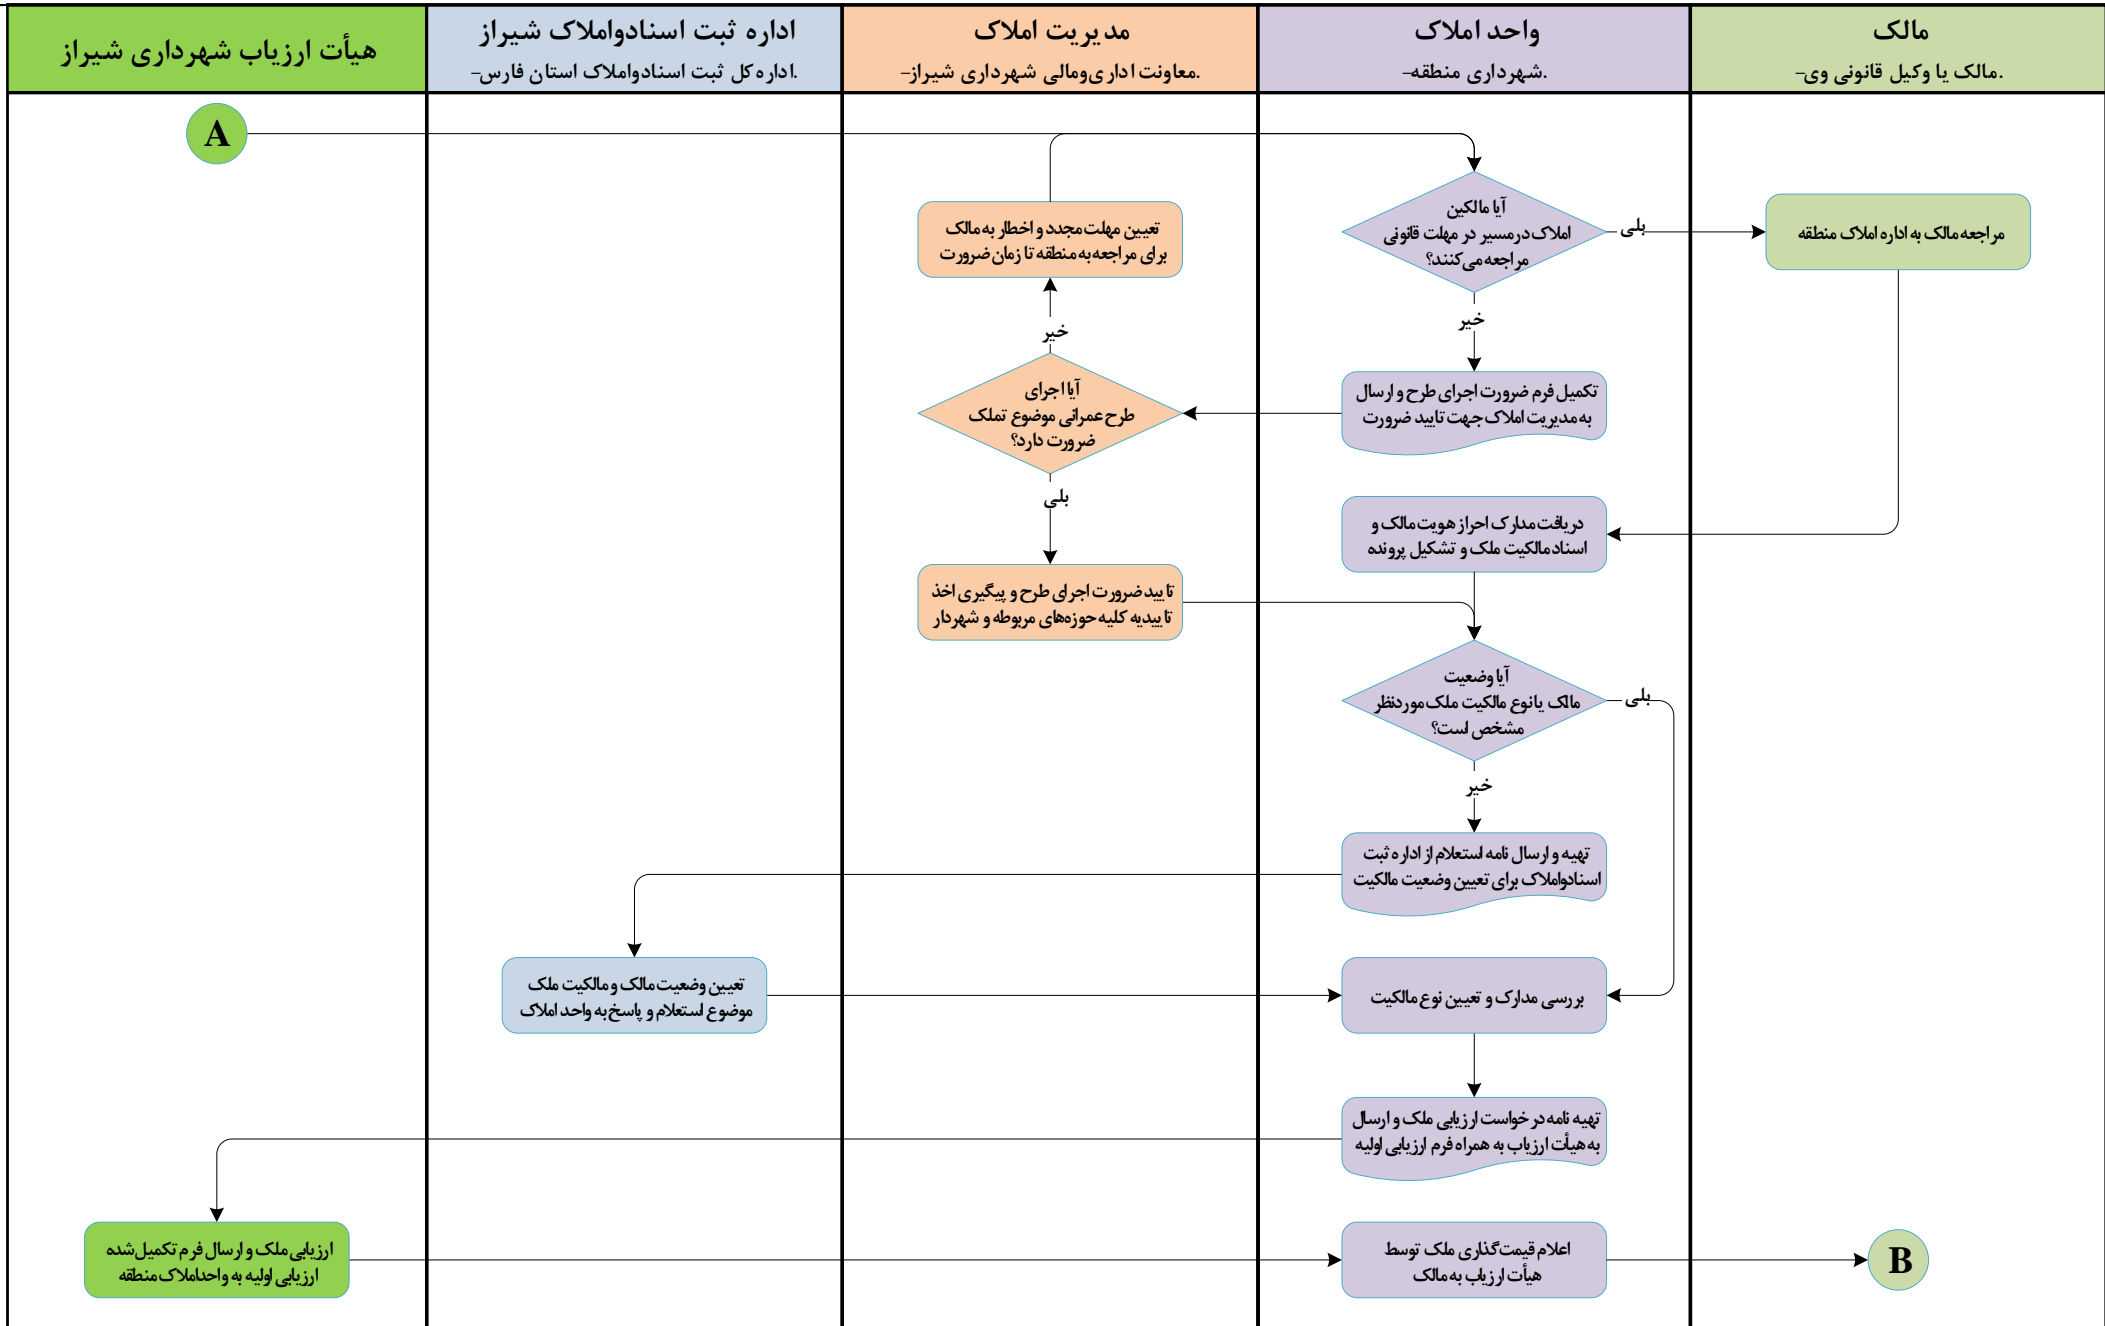 مالک
مالک یا وکیل قانونی وی-.
واحد املاک
شهرداری منطقه-.
مدیریت املاک
معاونت اداری‌ومالی شهرداری شیراز-.
اداره ثبت اسنادواملاک شیراز
اداره کل ثبت اسنادواملاک استان فارس-.
هیأت ارزیاب شهرداری شیراز
A
آیا مالکین
املاک درمسیر در مهلت قانونی
مراجعه می‌کنند؟
بلی
مراجعه مالک به اداره املاک منطقه
تعیین مهلت مجدد و اخطار به مالک
برای مراجعه به منطقه تا زمان ضرورت
خیر
خیر
تکمیل فرم ضرورت اجرای طرح و ارسال
به مدیریت املاک جهت تایید ضرورت
آیا اجرای
طرح عمرانی موضوع تملک
ضرورت دارد؟
بلی
دریافت مدارک احراز هویت مالک و
اسناد مالکیت ملک و تشکیل پرونده
تایید ضرورت اجرای طرح و پیگیری اخذ
تاییدیه کلیه حوزه‌های مربوطه و شهردار
آیا وضعیت
مالک یا نوع مالکیت ملک موردنظر
مشخص است؟
بلی
خیر
تهیه و ارسال نامه استعلام از اداره ثبت
اسنادواملاک برای تعیین وضعیت مالکیت
تعیین وضعیت مالک و مالکیت ملک
موضوع استعلام و پاسخ به واحد املاک
بررسی مدارک و تعیین نوع مالکیت
تهیه نامه درخواست ارزیابی ملک و ارسال
به هیأت ارزیاب به همراه فرم ارزیابی اولیه
ارزیابی ملک و ارسال فرم تکمیل‌شده
ارزیابی اولیه به واحداملاک منطقه
اعلام قیمت‌گذاری ملک توسط
هیأت ارزیاب به مالک
B